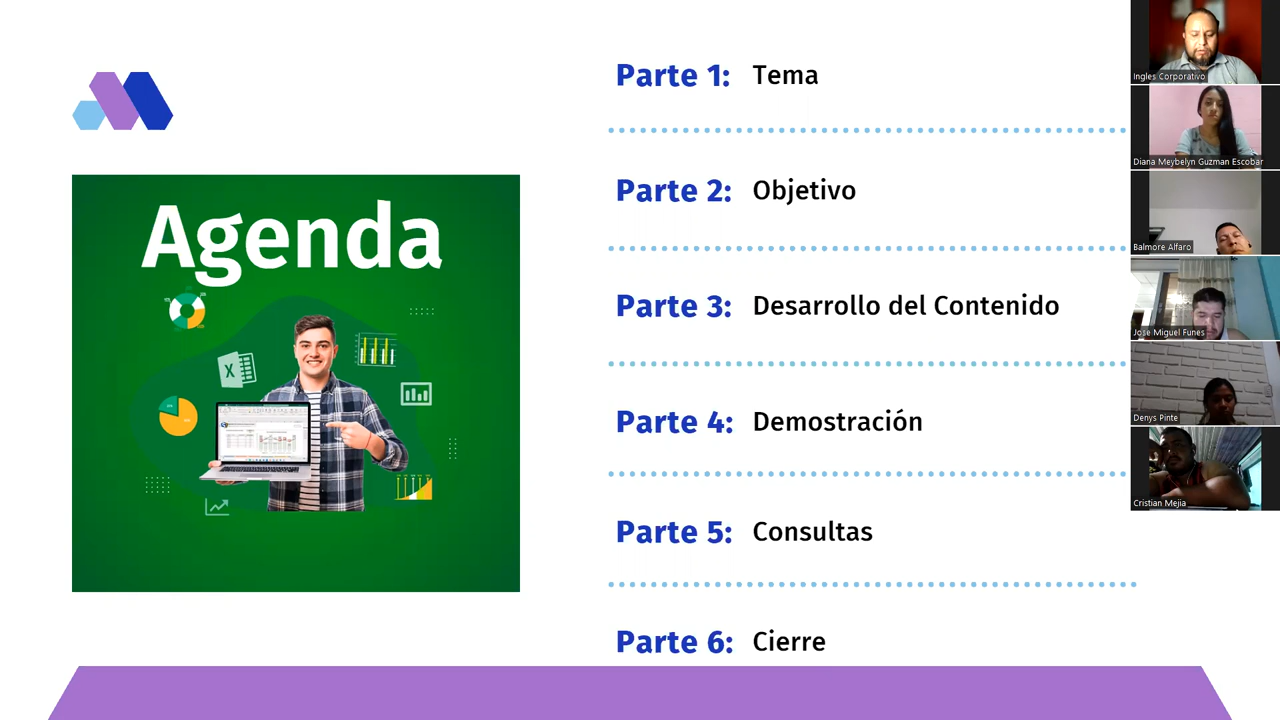 Agenda
Parte 1: Tema
Parte 2: Objetivo
Parte 3: Desarrollo del Contenido
Parte 4: Demostración
Parte 5: Consultas
Parte 6: Cierre
Ingles Corporativo
Diana Meybelyn Guzman Escobar
Balmore Alfaro
Jose Miguel Funes
Denys Pinte
Cristian Mejia